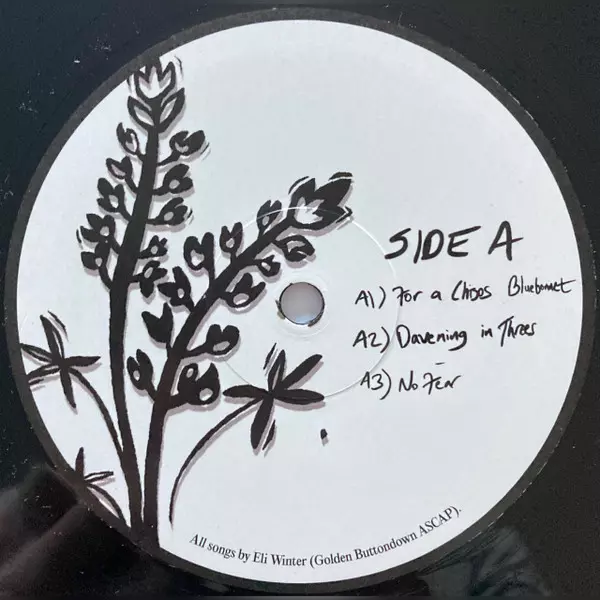 SIDE A
A1) For a Chisos Bluebonnet
A2) Davening in Threes
A3) No Fear
All songs by Eli Winter (Golden Buttondown ASCAP).